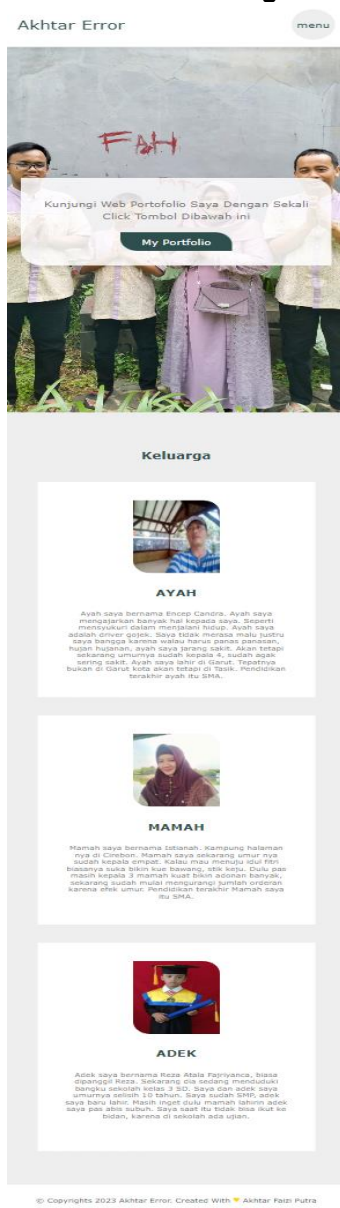 Akhtar Error
menu
FAH
Kunjungi Web Portofolio Saya Dengan Sekali
Click Tombol Dibawah ini
My Portfolio
Keluarga
AYAH
Ayah saya bernama Encep Candra. Ayah saya
mengajarkan banyak hal kepada saya. Seperti
mensyukuri dalam menjalani hidup. Ayah saya
adalah driver gojek. Saya tidak merasa malu justru
saya bangga karena walau harus panas panasan,
hujan hujanan, ayah saya jarang sakit. Akan tetapi
sekarang umurnya sudah kepala 4, sudah agak
sering sakit. Ayah saya lahir di Garut. Tepatnya
bukan di Garut kota akan tetapi di Tasik. Pendidikan
terakhir ayah itu SMA.
MAMAH
Mamah saya bernama Istianah. Kampung halaman
nya di Cirebon. Mamah saya sekarang umur nya
sudah kepala empat. Kalau mau menuju idul fitri
biasanya suka bikin kue bawang, stik keju. Dulu pas
masih kepala 3 mamah kuat bikin adonan banyak,
sekarang sudah mulai mengurangi jumlah orderan
karena efek umur. Pendidikan terakhir Mamah saya
itu SMA.
ADEK
Adek saya bernama Reza Atala Fajriyanca, biasa
dipanggil Reza. Sekarang dia sedang menduduki
bangku sekolah kelas 3 SD. Saya dan adek saya
umurnya selisih 10 tahun. Saya sudah SMP, adek
saya baru lahir. Masih inget dulu mamah lahirin adek
saya pas abis subuh. Saya saat itu tidak bisa ikut ke
bidan, karena di sekolah ada ujian.
© Copyrights 2023 Akhtar Error. Created With 💛 Akhtar Faizi Putra